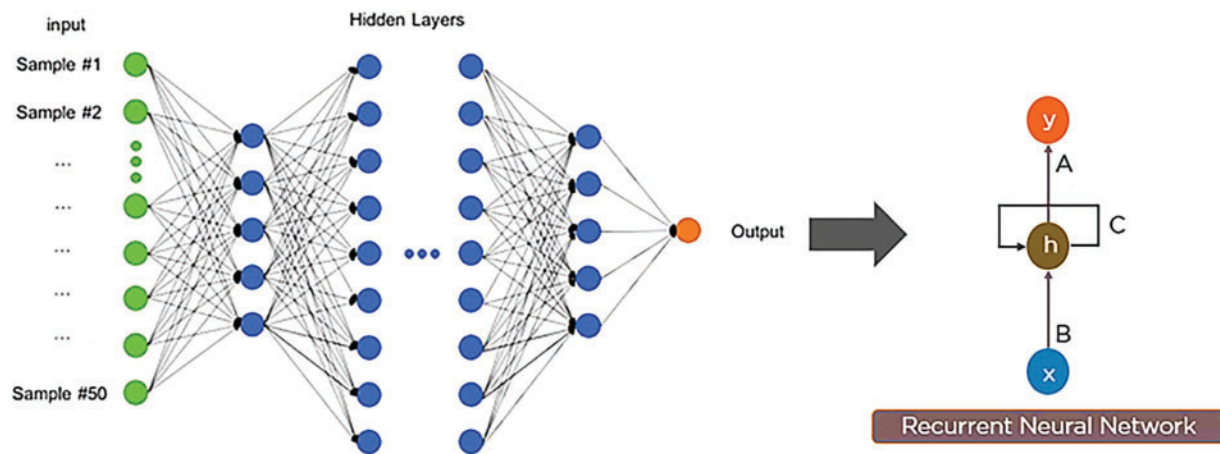 input
Hidden Layers
Sample #1
Sample #2
...
...
...
...
Sample #50
Output
y
A
C
h
B
x
Recurrent Neural Network